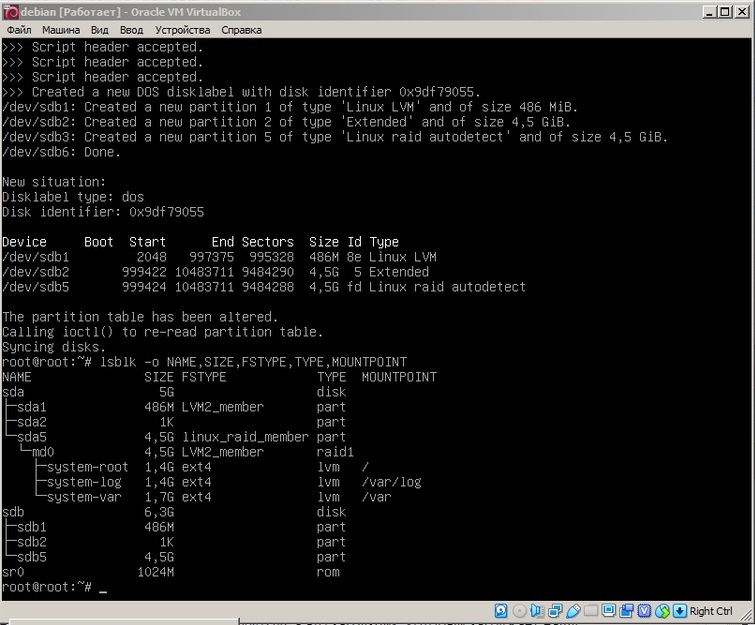 debian [Работает] - Oracle VM VirtualBox
Файл Машина Вид Ввод Устройства Справка
>>> Script header accepted.
>>> Script header accepted.
>>> Script header accepted.
>>> Created a new DOS disklabel with disk identifier 0x9df79055.
/dev/sdb1: Created a new partition 1 of type 'Linux LVM' and of size 486 MiB.
/dev/sdb2: Created a new partition 2 of type 'Extended' and of size 4,5 GiB.
/dev/sdb3: Created a new partition 5 of type 'Linux raid autodetect' and of size 4,5 GiB.
/dev/sdb6: Done.
New situation:
Disklabel type: dos
Disk identifier: 0x9df79055
Device Boot Start End Sectors Size Id Type
/dev/sdb1 2048 997375 995328 486M 8e Linux LVM
/dev/sdb2 999422 10483711 9484290 4,5G 5 Extended
/dev/sdb5 999424 10483711 9484288 4,5G fd Linux raid autodetect
The partition table has been altered.
Calling ioctl() to re-read partition table.
Syncing disks.
root@root:~# lsblk -o NAME,SIZE,FSTYPE,TYPE,MOUNTPOINT
NAME SIZE FSTYPE TYPE MOUNTPOINT
sda 5G disk
├─sda1 486M LVM2_member part
├─sda2 1K part
└─sda5 4,5G linux_raid_member part
└─md0 4,5G LVM2_member raid1
├─system-root 1,4G ext4 lvm /
├─system-log 1,4G ext4 lvm /var/log
└─system-var 1,7G ext4 lvm /var
sdb 6,3G disk
├─sdb1 486M part
├─sdb2 1K part
└─sdb5 4,5G part
sr0 1024M rom
root@root:~# _
Right Ctrl